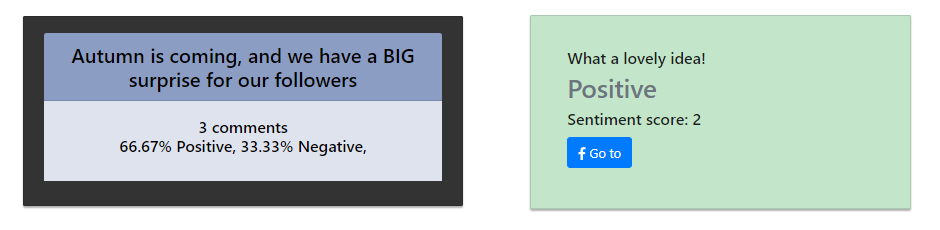 Autumn is coming, and we have a BIG
surprise for our followers
3 comments
66.67% Positive, 33.33% Negative,
What a lovely idea!
Positive
Sentiment score: 2
Go to